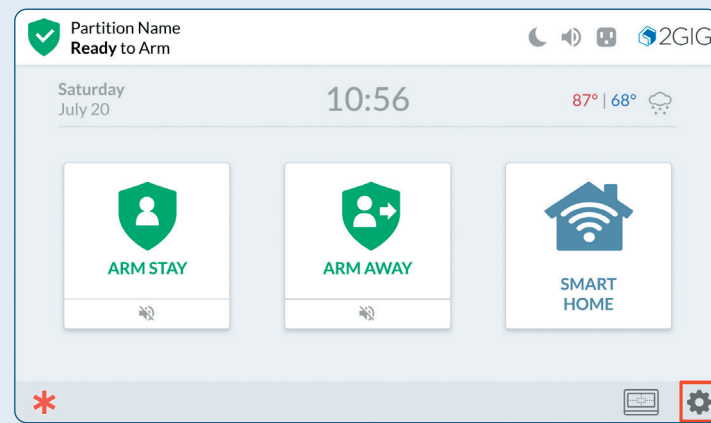 Partition Name
Ready to Arm
2GIG
Saturday
July 20
10:56
87° | 68°
ARM STAY
ARM AWAY
SMART
HOME